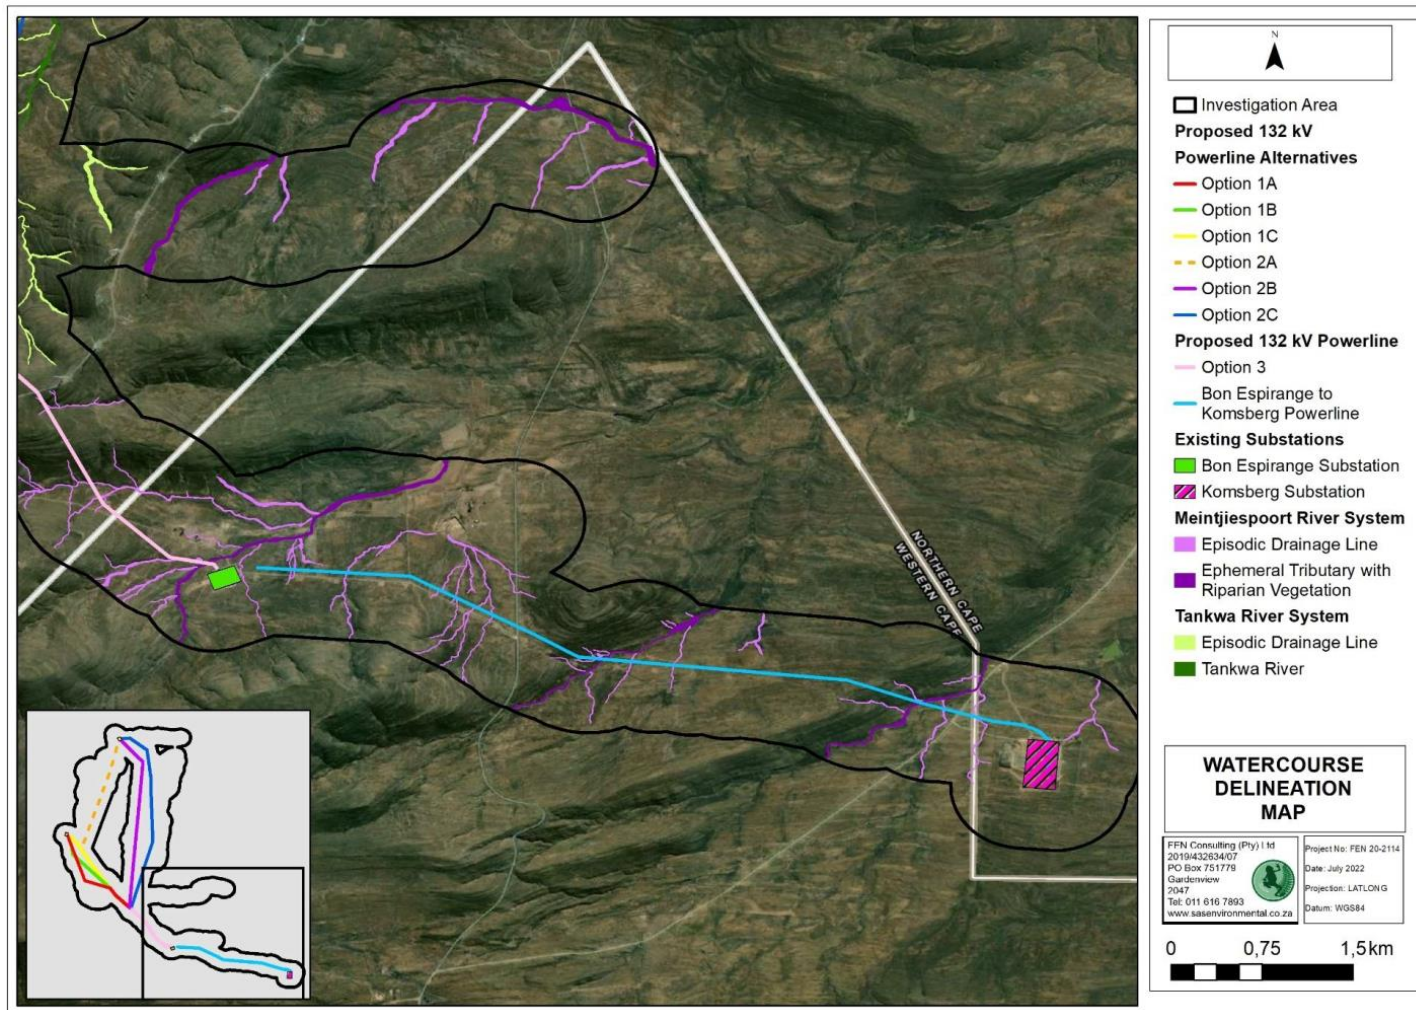 N
Investigation Area
Proposed 132 kV
Powerline Alternatives
Option 1A
Option 1B
Option 1C
Option 2A
Option 2B
Option 2C
Proposed 132 kV Powerline
Option 3
Bon Espirange to
Komsberg Powerline
Existing Substations
Bon Espirange Substation
Komsberg Substation
Meintjiespoort River System
Episodic Drainage Line
Ephemeral Tributary with
Riparian Vegetation
Tankwa River System
Episodic Drainage Line
Tankwa River
NORTHERN CAPE
WESTERN CAPE
WATERCOURSE
DELINEATION
MAP
FEN Consulting (Pty) Ltd
2019/432634/07
PO Box 751779
Gardenview
2047
Tel: 011 616 7893
www.sasenvironmental.co.za
Project No: FEN 20-2114
Date: July 2022
Projection: LATLONG
Datum: WGS84
0 0,75 1,5 km